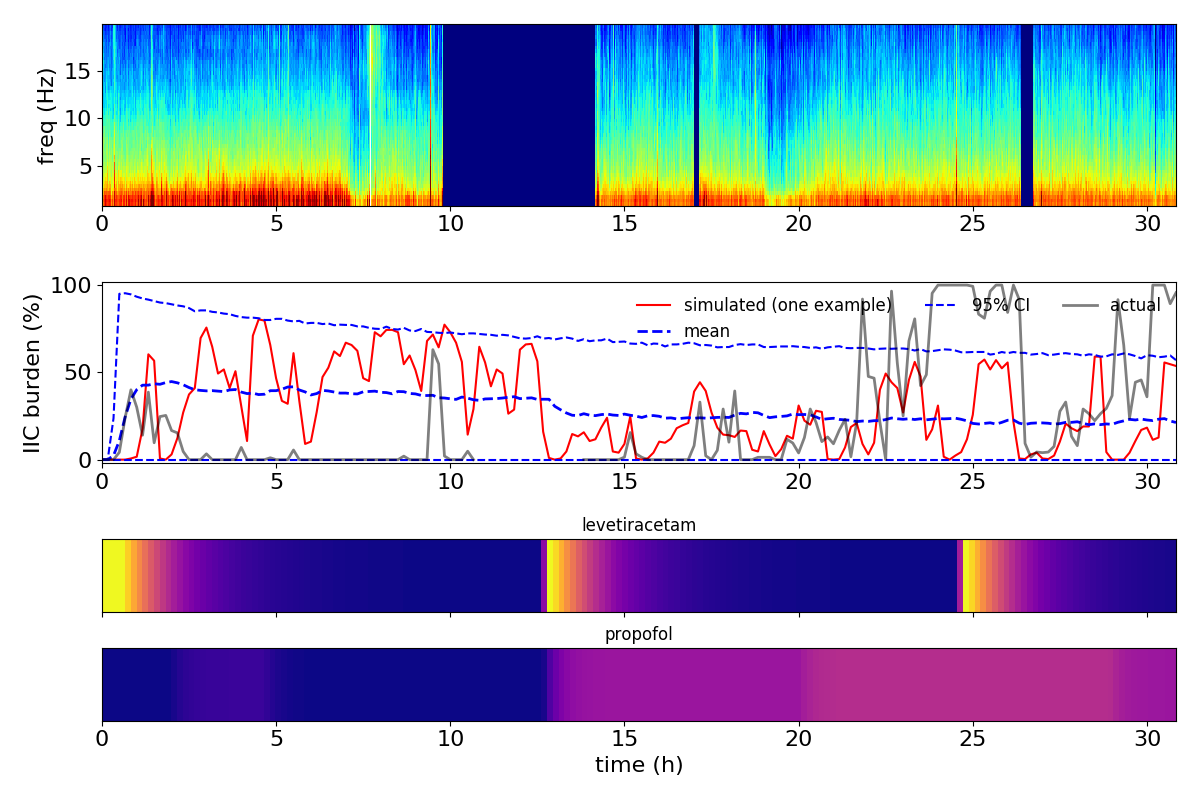 freq (Hz)
15
10
5
0 5 10 15 20 25 30
IIC burden (%)
100
50
0
simulated (one example) 95% CI actual
mean
0 5 10 15 20 25 30
levetiracetam
propofol
0 5 10 15 20 25 30
time (h)